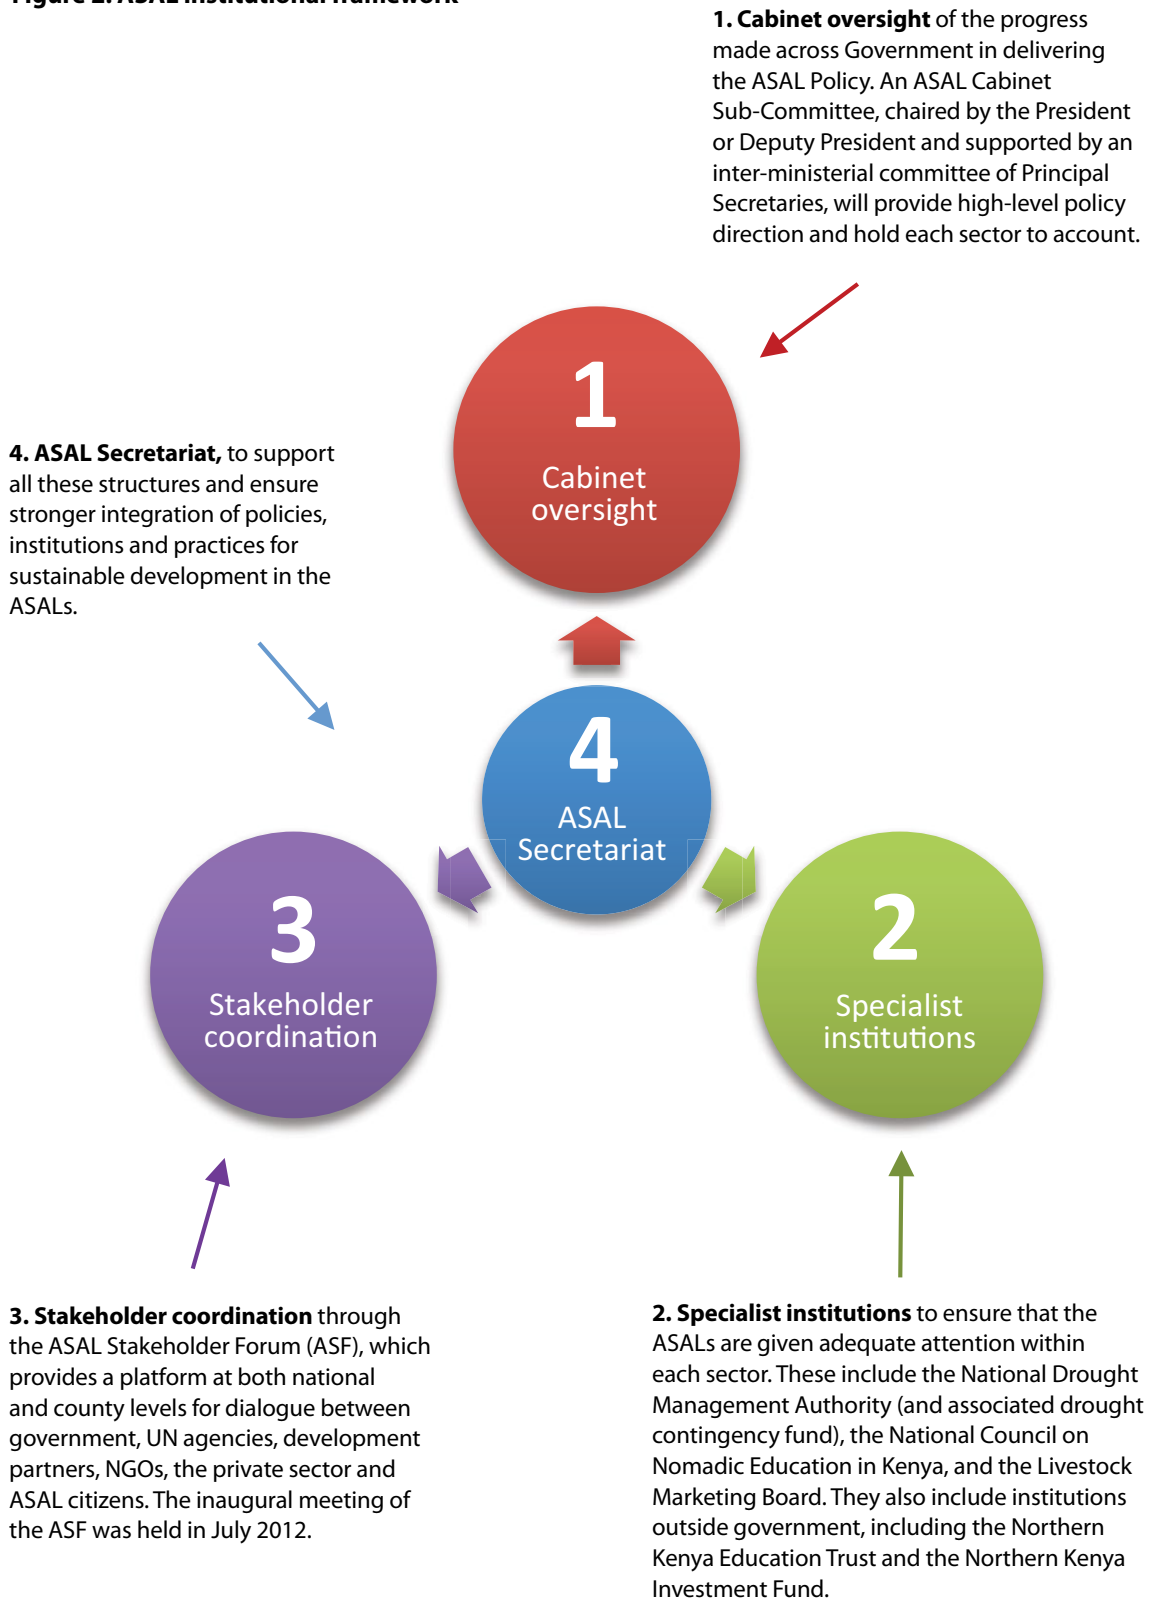 Figure 2: ASAL institutional framework
1. Cabinet oversight of the progress
made across Government in delivering
the ASAL Policy. An ASAL Cabinet
Sub-Committee, chaired by the President
or Deputy President and supported by an
inter-ministerial committee of Principal
Secretaries, will provide high-level policy
direction and hold each sector to account.
1
Cabinet
oversight
4. ASAL Secretariat, to support
all these structures and ensure
stronger integration of policies,
institutions and practices for
sustainable development in the
ASALs.
4
ASAL
Secretariat
3
Stakeholder
coordination
2
Specialist
institutions
3. Stakeholder coordination through
the ASAL Stakeholder Forum (ASF), which
provides a platform at both national
and county levels for dialogue between
government, UN agencies, development
partners, NGOs, the private sector and
ASAL citizens. The inaugural meeting of
the ASF was held in July 2012.
2. Specialist institutions to ensure that the
ASALs are given adequate attention within
each sector. These include the National Drought
Management Authority (and associated drought
contingency fund), the National Council on
Nomadic Education in Kenya, and the Livestock
Marketing Board. They also include institutions
outside government, including the Northern
Kenya Education Trust and the Northern Kenya
Investment Fund.